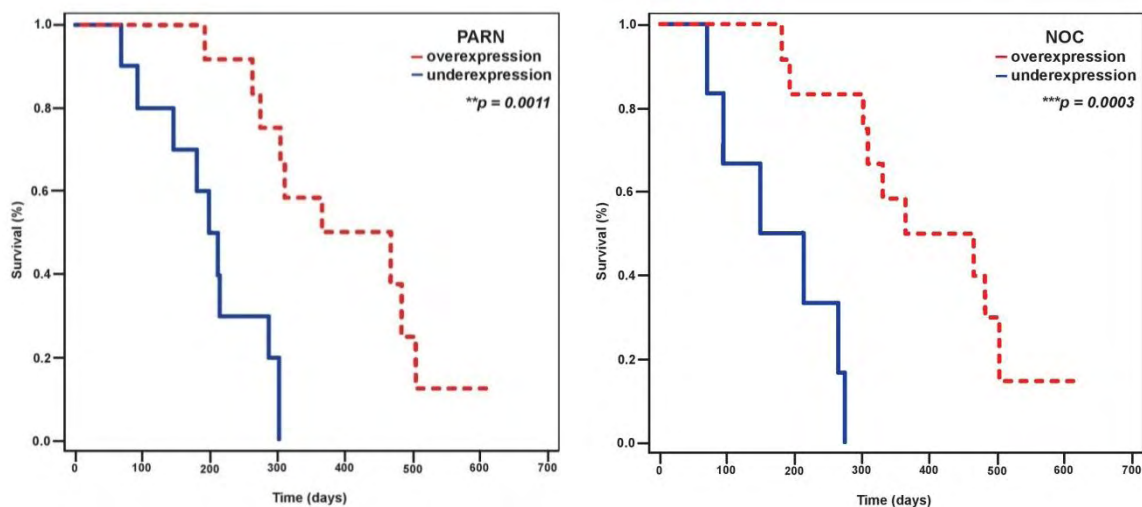 PARN
overexpression
underexpression
**p = 0.0011
1.0
0.8
0.6
0.4
0.2
0.0
Survival (%)
0 100 200 300 400 500 600 700
Time (days)
NOC
overexpression
underexpression
***p = 0.0003
1.0
0.8
0.6
0.4
0.2
0.0
Survival (%)
0 100 200 300 400 500 600 700
Time (days)